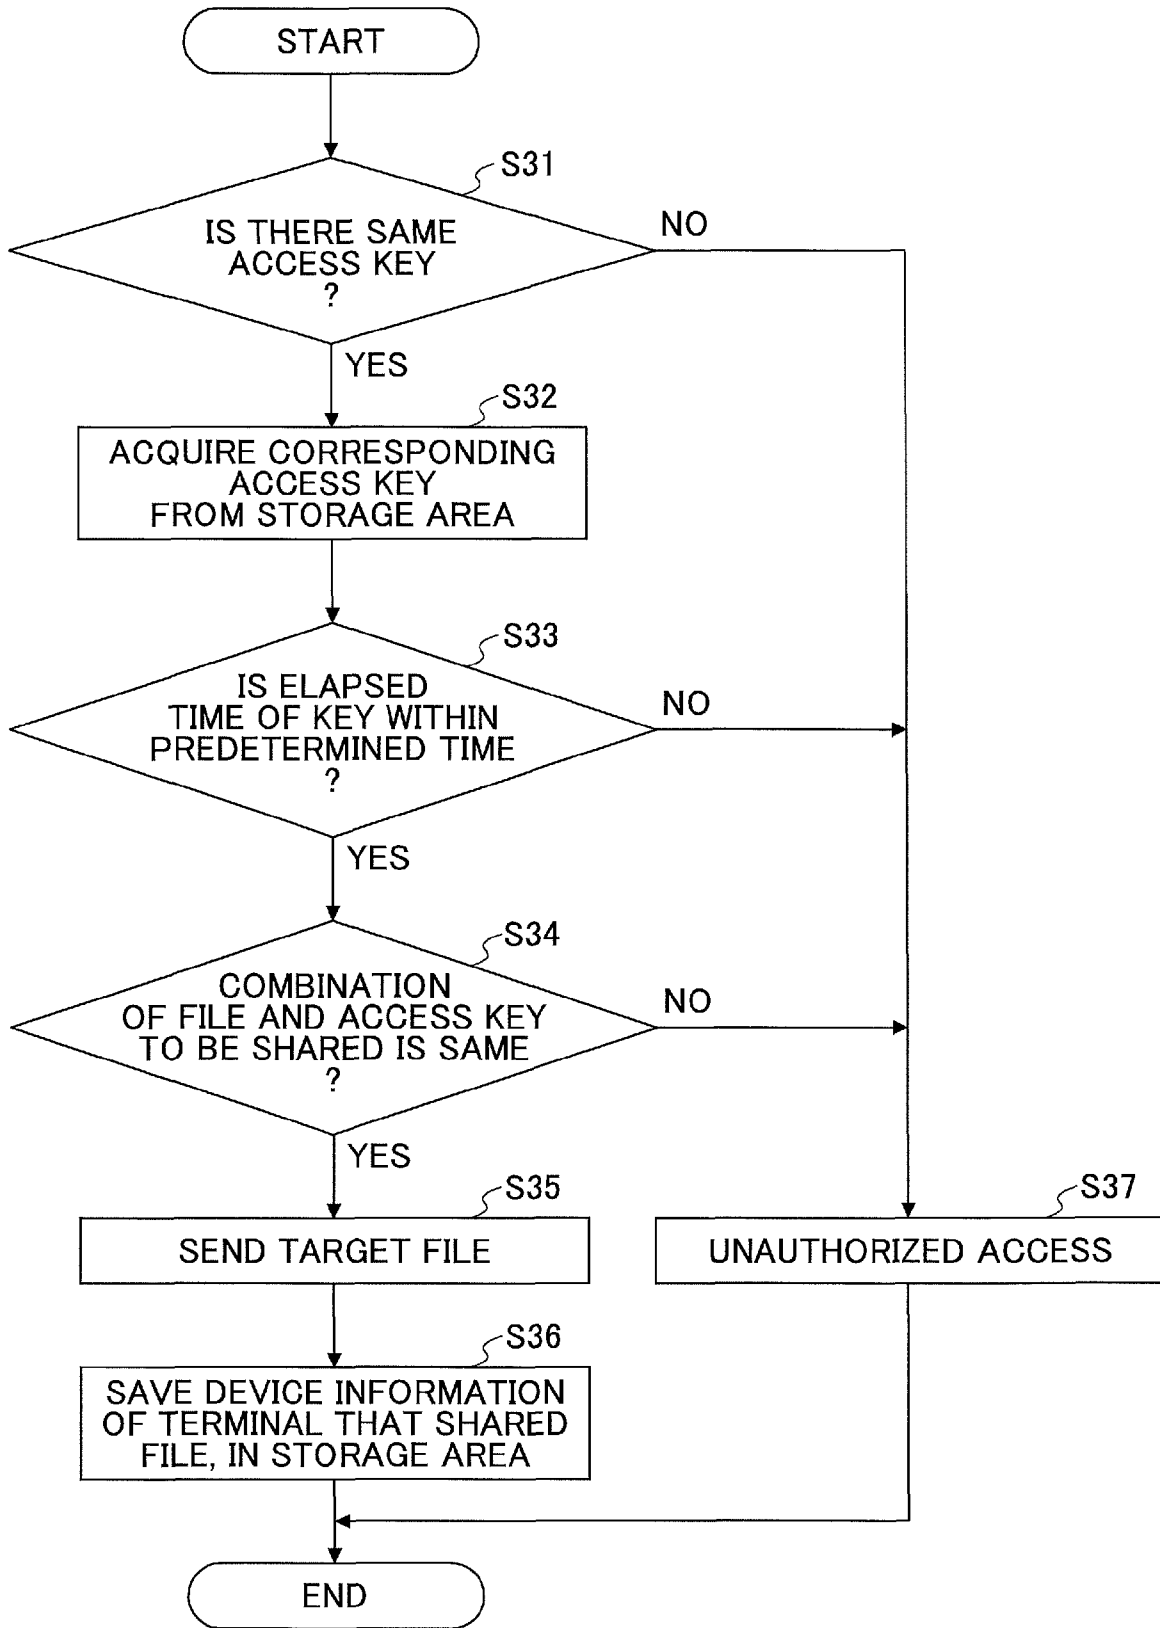 START
S31
IS THERE SAME
ACCESS KEY
?
NO
YES
S32
ACQUIRE CORRESPONDING
ACCESS KEY
FROM STORAGE AREA
S33
IS ELAPSED
TIME OF KEY WITHIN
PREDETERMINED TIME
?
NO
YES
S34
COMBINATION
OF FILE AND ACCESS KEY
TO BE SHARED IS SAME
?
NO
YES
S35
SEND TARGET FILE
S37
UNAUTHORIZED ACCESS
S36
SAVE DEVICE INFORMATION
OF TERMINAL THAT SHARED
FILE, IN STORAGE AREA
END